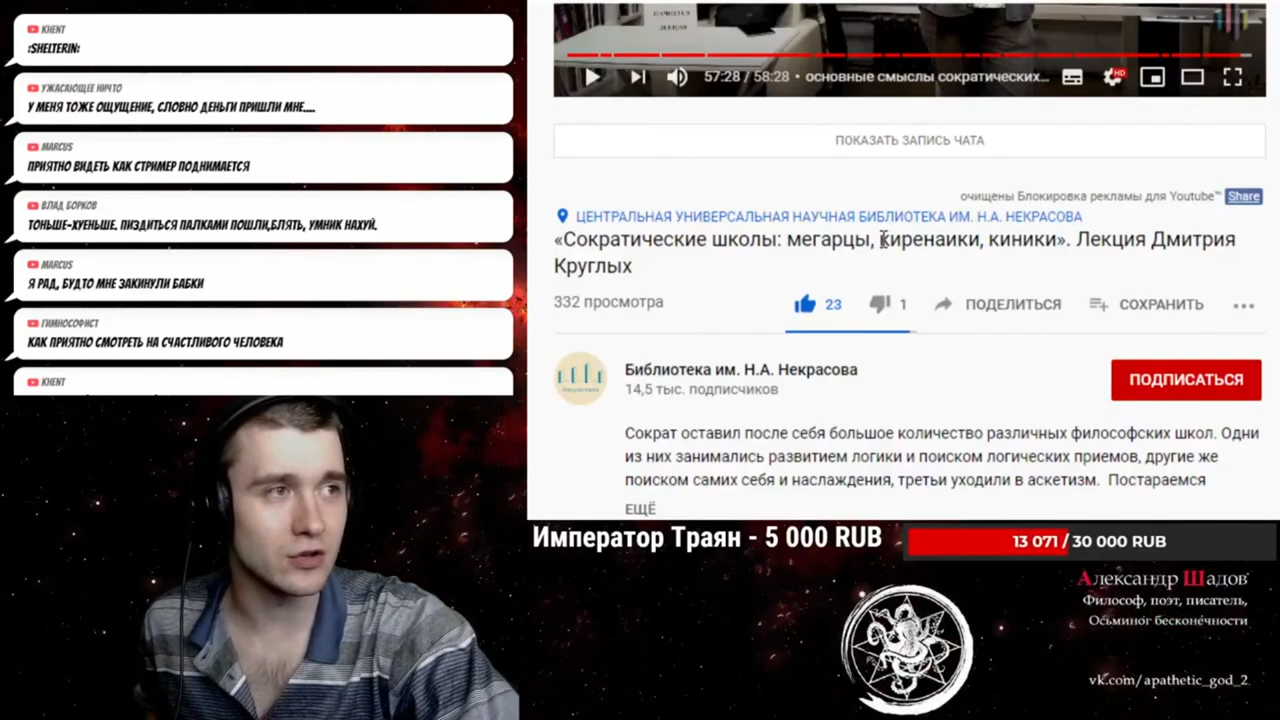 KHENT
:SHELTERIN:
УЖАСАЮЩЕЕ НИЧТО
У МЕНЯ ТОЖЕ ОЩУЩЕНИЕ, СЛОВНО ДЕНЬГИ ПРИШЛИ МНЕ....
MARCUS
ПРИЯТНО ВИДЕТЬ КАК СТРИМЕР ПОДНИМАЕТСЯ
ВЛАД БОРКОВ
ТОНЬШЕ-ХУЕНЬШЕ. ПИЗДИТЬСЯ ПАЛКАМИ ПОШЛИ,БЛЯТЬ, УМНИК НАХУЙ.
MARCUS
Я РАД, БУДТО МНЕ ЗАКИНУЛИ БАБКИ
ГИМНОСОФИСТ
КАК ПРИЯТНО СМОТРЕТЬ НА СЧАСТЛИВОГО ЧЕЛОВЕКА
KHENT
57:28 / 58:28 • основные смыслы сократических...
HD
ПОКАЗАТЬ ЗАПИСЬ ЧАТА
очищены Блокировка рекламы для Youtube™ Share
ЦЕНТРАЛЬНАЯ УНИВЕРСАЛЬНАЯ НАУЧНАЯ БИБЛИОТЕКА ИМ. Н.А. НЕКРАСОВА
«Сократические школы: мегарцы, киренаики, киники». Лекция Дмитрия
Круглых
332 просмотра
23
1
ПОДЕЛИТЬСЯ
СОХРАНИТЬ
Библиотека им. Н.А. Некрасова
14,5 тыс. подписчиков
ПОДПИСАТЬСЯ
Сократ оставил после себя большое количество различных философских школ. Одни
из них занимались развитием логики и поиском логических приемов, другие же
поиском самих себя и наслаждения, третьи уходили в аскетизм. Постараемся
ЕЩЁ
Император Траян - 5 000 RUB
13 071 / 30 000 RUB
Александр Шадов
Философ, поэт, писатель,
Осьминог бесконечности
vk.com/apathetic_god_2